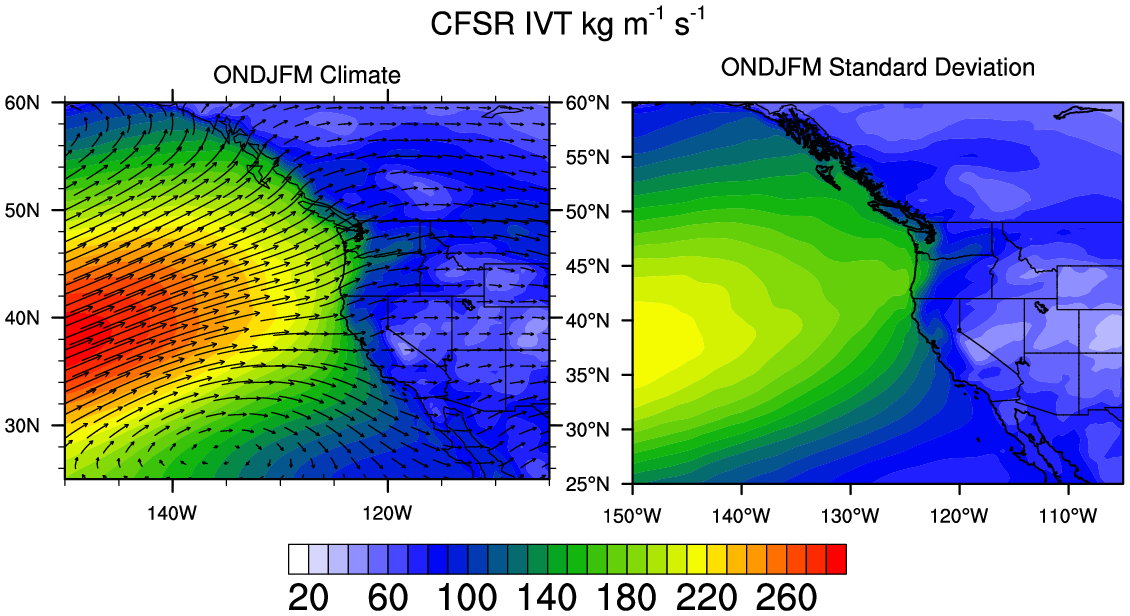 CFSR IVT kg m⁻¹ s⁻¹
ONDJFM Climate
ONDJFM Standard Deviation
60N
50N
40N
30N
140W
120W
60°N
55°N
50°N
45°N
40°N
35°N
30°N
25°N
150°W
140°W
130°W
120°W
110°W
20 60 100 140 180 220 260